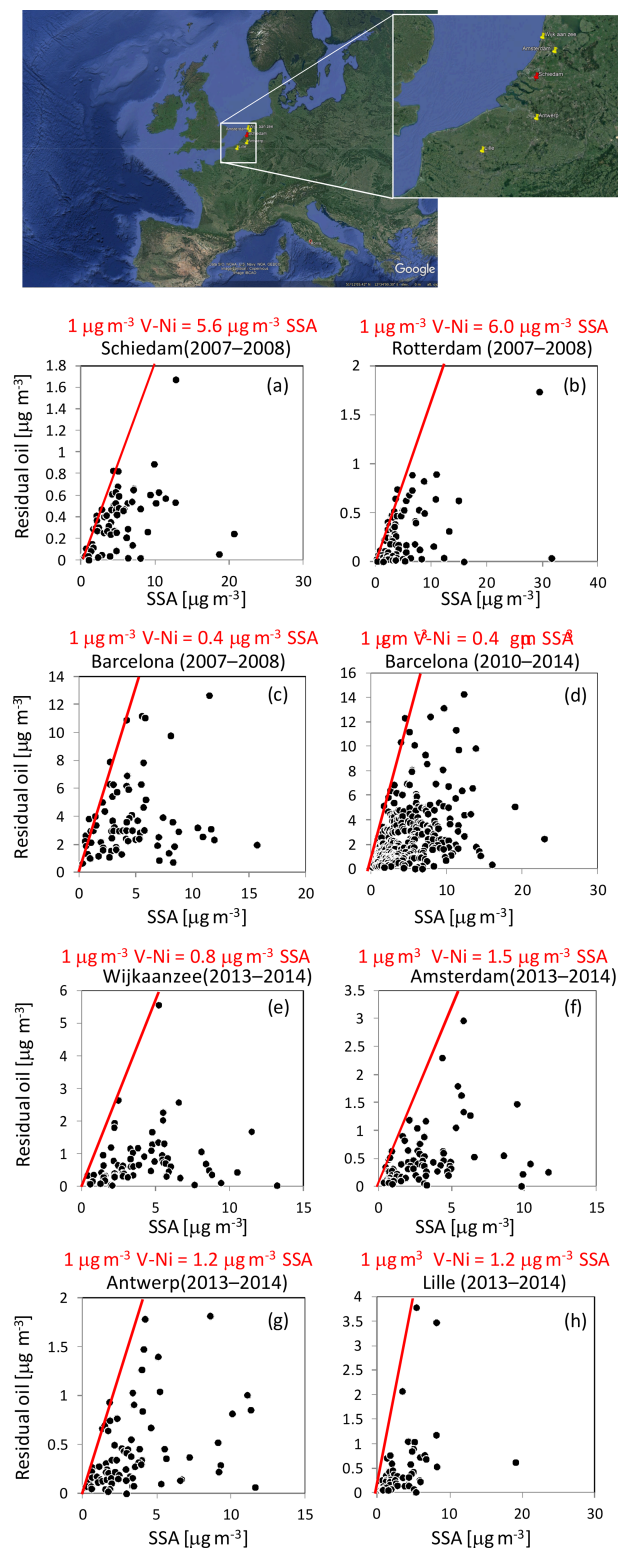 Wijk aan zee
Amsterdam
Schiedam
Antwerp
Lille
Google
1 µg m-3 V-Ni = 5.6 µg m-3 SSA
Schiedam(2007–2008)
(a)
1.8
1.6
1.4
1.2
1
0.8
0.6
0.4
0.2
0
0 10 20 30
Residual oil [µg m-3]
SSA [µg m-3]
1 µg m-3 V-Ni = 6.0 µg m-3 SSA
Rotterdam (2007–2008)
(b)
2
1.5
1
0.5
0
0 10 20 30 40
SSA [µg m-3]
1 µg m-3 V-Ni = 0.4 µg m-3 SSA
Barcelona (2007–2008)
(c)
14
12
10
8
6
4
2
0
0 5 10 15 20
Residual oil [µg m-3]
SSA [µg m-3]
Barcelona (2010–2014)
(d)
16
14
12
10
8
6
4
2
0
0 10 20 30
SSA [µg m-3]
1 µg m-3 V-Ni = 0.8 µg m-3 SSA
Wijkaanzee(2013–2014)
(e)
6
5
4
3
2
1
0
0 5 10 15
Residual oil [µg m-3]
SSA [µg m-3]
1 µg m3 V-Ni = 1.5 µg m-3 SSA
Amsterdam(2013–2014)
(f)
3.5
3
2.5
2
1.5
1
0.5
0
0 5 10 15
SSA [µg m-3]
1 µg m-3 V-Ni = 1.2 µg m-3 SSA
Antwerp(2013–2014)
(g)
2
1.5
1
0.5
0
0 5 10 15
Residual oil [µg m-3]
SSA [µg m-3]
1 µg m3 V-Ni = 1.2 µg m-3 SSA
Lille (2013–2014)
(h)
4
3.5
3
2.5
2
1.5
1
0.5
0
0 10 20 30
SSA [µg m-3]